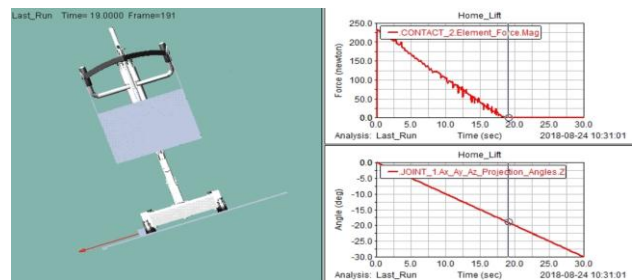 Last_Run Time= 19.0000 Frame=191
Home_Lift
CONTACT_2.Element_Force.Mag
Force (newton)
250.0
200.0
150.0
100.0
50.0
0.0
0.0 5.0 10.0 15.0 20.0 25.0 30.0
Analysis: Last_Run Time (sec) 2018-08-24 10:31:01
Home_Lift
JOINT_1.Ax_Ay_Az_Projection_Angles.Z
Angle (deg)
0.0
-5.0
-10.0
-15.0
-20.0
-25.0
-30.0
0.0 5.0 10.0 15.0 20.0 25.0 30.0
Analysis: Last_Run Time (sec) 2018-08-24 10:31:01